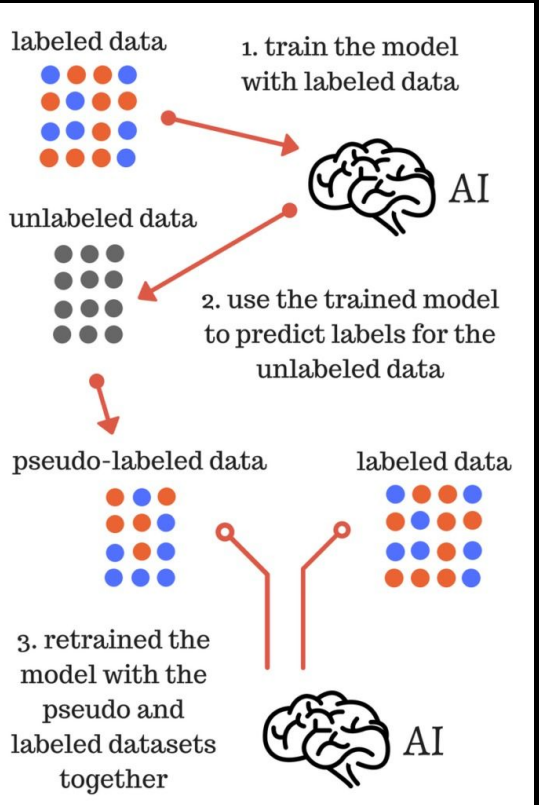 labeled data
1. train the model
with labeled data
AI
unlabeled data
2. use the trained model
to predict labels for the
unlabeled data
pseudo-labeled data
labeled data
3. retrained the
model with the
pseudo and
labeled datasets
together
AI